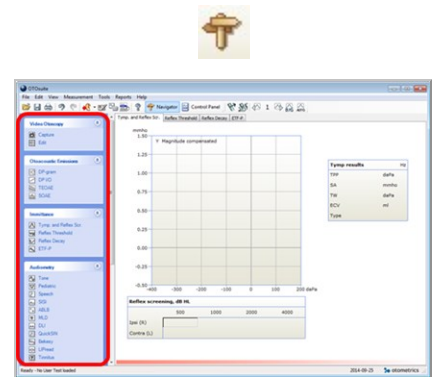 OTOsuite
File Edit View Measurement Tools Reports Help
Navigator Control Panel 1
Tymp. and Reflex Scr. Reflex Threshold Reflex Decay ETF-P
Video Otoscopy
Capture
Edit
Otoacoustic Emissions
DP-gram
DP I/O
TEOAE
SOAE
Immittance
Tymp. and Reflex Scr.
Reflex Threshold
Reflex Decay
ETF-P
Audiometry
Tone
Pediatric
Speech
SISI
ABLB
MLD
DLI
QuickSIN
Békésy
Lifread
Tinnitus
mmho
Y Magnitude compensated
1.50
1.25
1.00
0.75
0.50
0.25
0.00
-0.25
-0.50
-400 -300 -200 -100 0 100 200 daPa
Tymp results Hz
TPP daPa
SA mmho
TW daPa
ECV ml
Type
Reflex screening, dB HL
500 1000 2000 4000
Ipsi (R)
Contra (L)
Ready - No User Test loaded 2014-08-25 otometrics